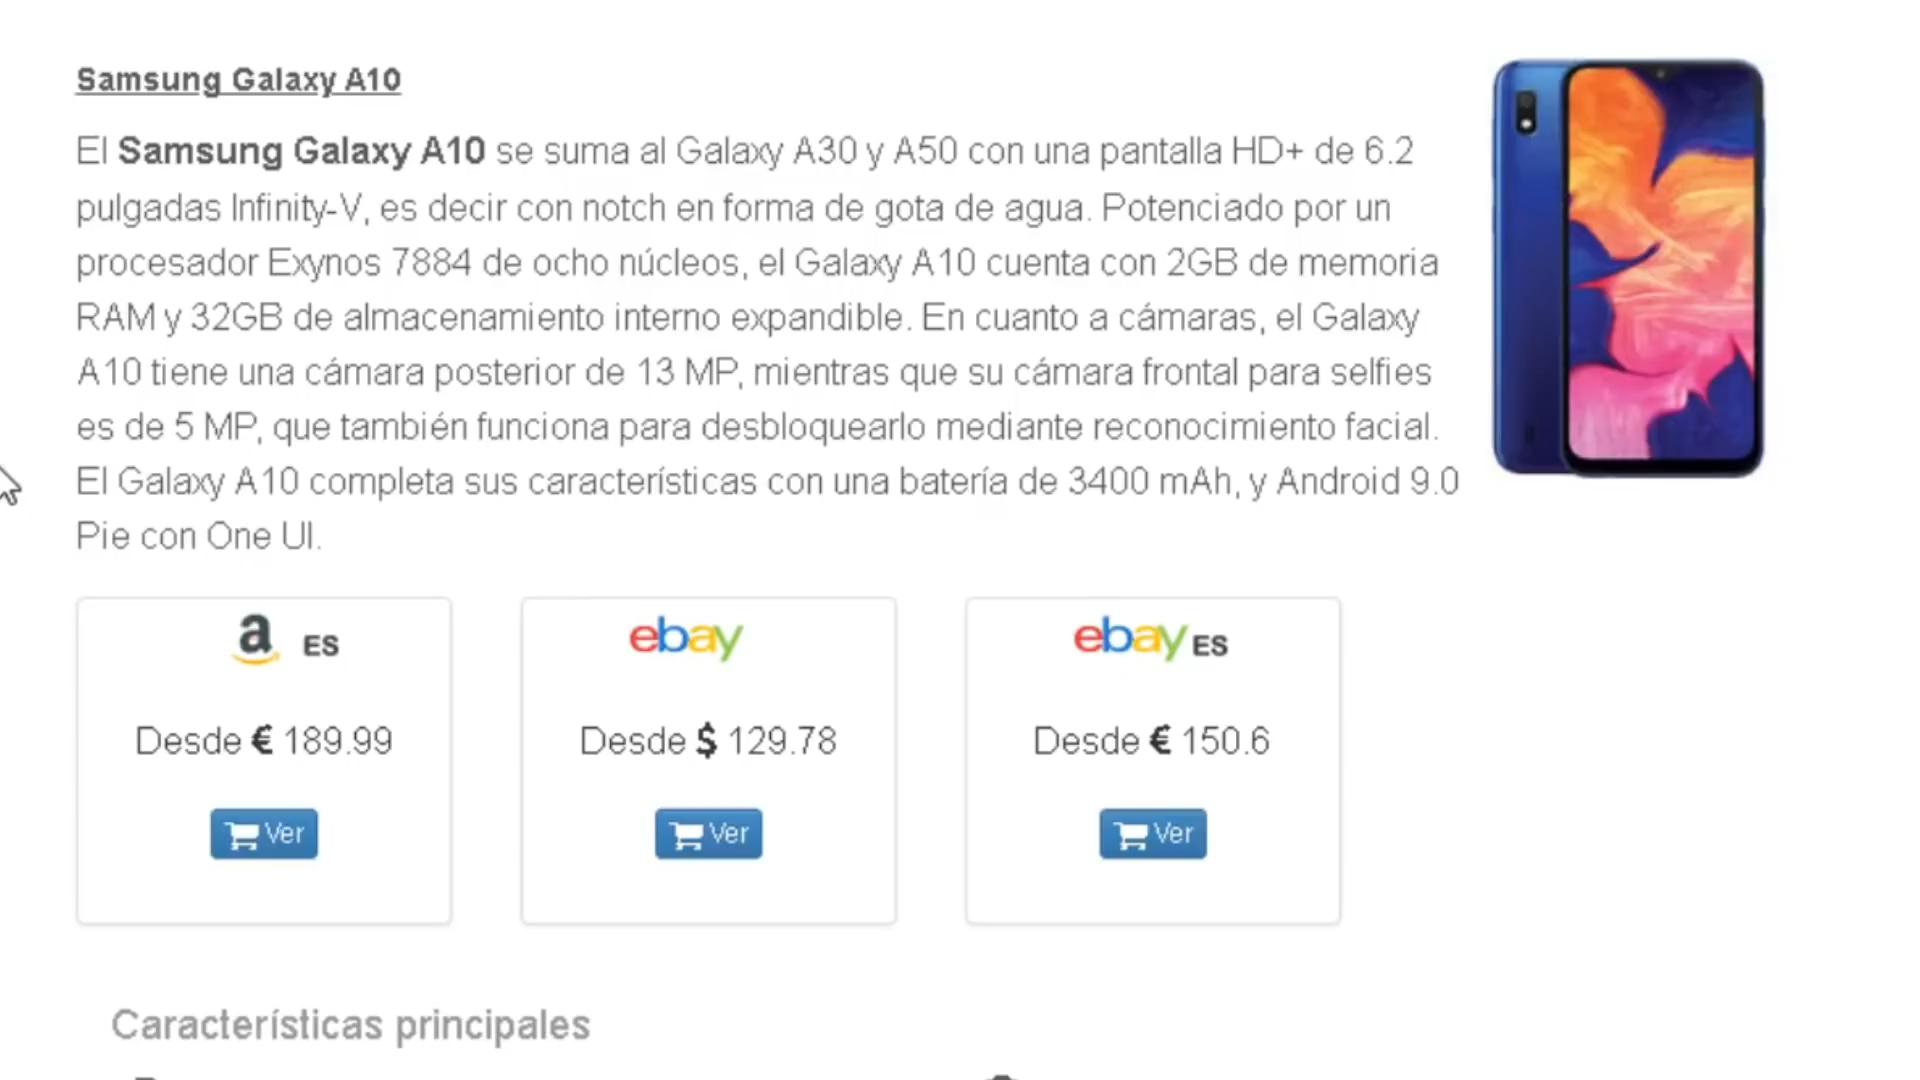 Samsung Galaxy A10
El Samsung Galaxy A10 se suma al Galaxy A30 y A50 con una pantalla HD+ de 6.2
pulgadas Infinity-V, es decir con notch en forma de gota de agua. Potenciado por un
procesador Exynos 7884 de ocho núcleos, el Galaxy A10 cuenta con 2GB de memoria
RAM y 32GB de almacenamiento interno expandible. En cuanto a cámaras, el Galaxy
A10 tiene una cámara posterior de 13 MP, mientras que su cámara frontal para selfies
es de 5 MP, que también funciona para desbloquearlo mediante reconocimiento facial.
El Galaxy A10 completa sus características con una batería de 3400 mAh, y Android 9.0
Pie con One UI.
a ES
ebay
ebay ES
Desde € 189.99
Desde $ 129.78
Desde € 150.6
Ver
Ver
Ver
Características principales